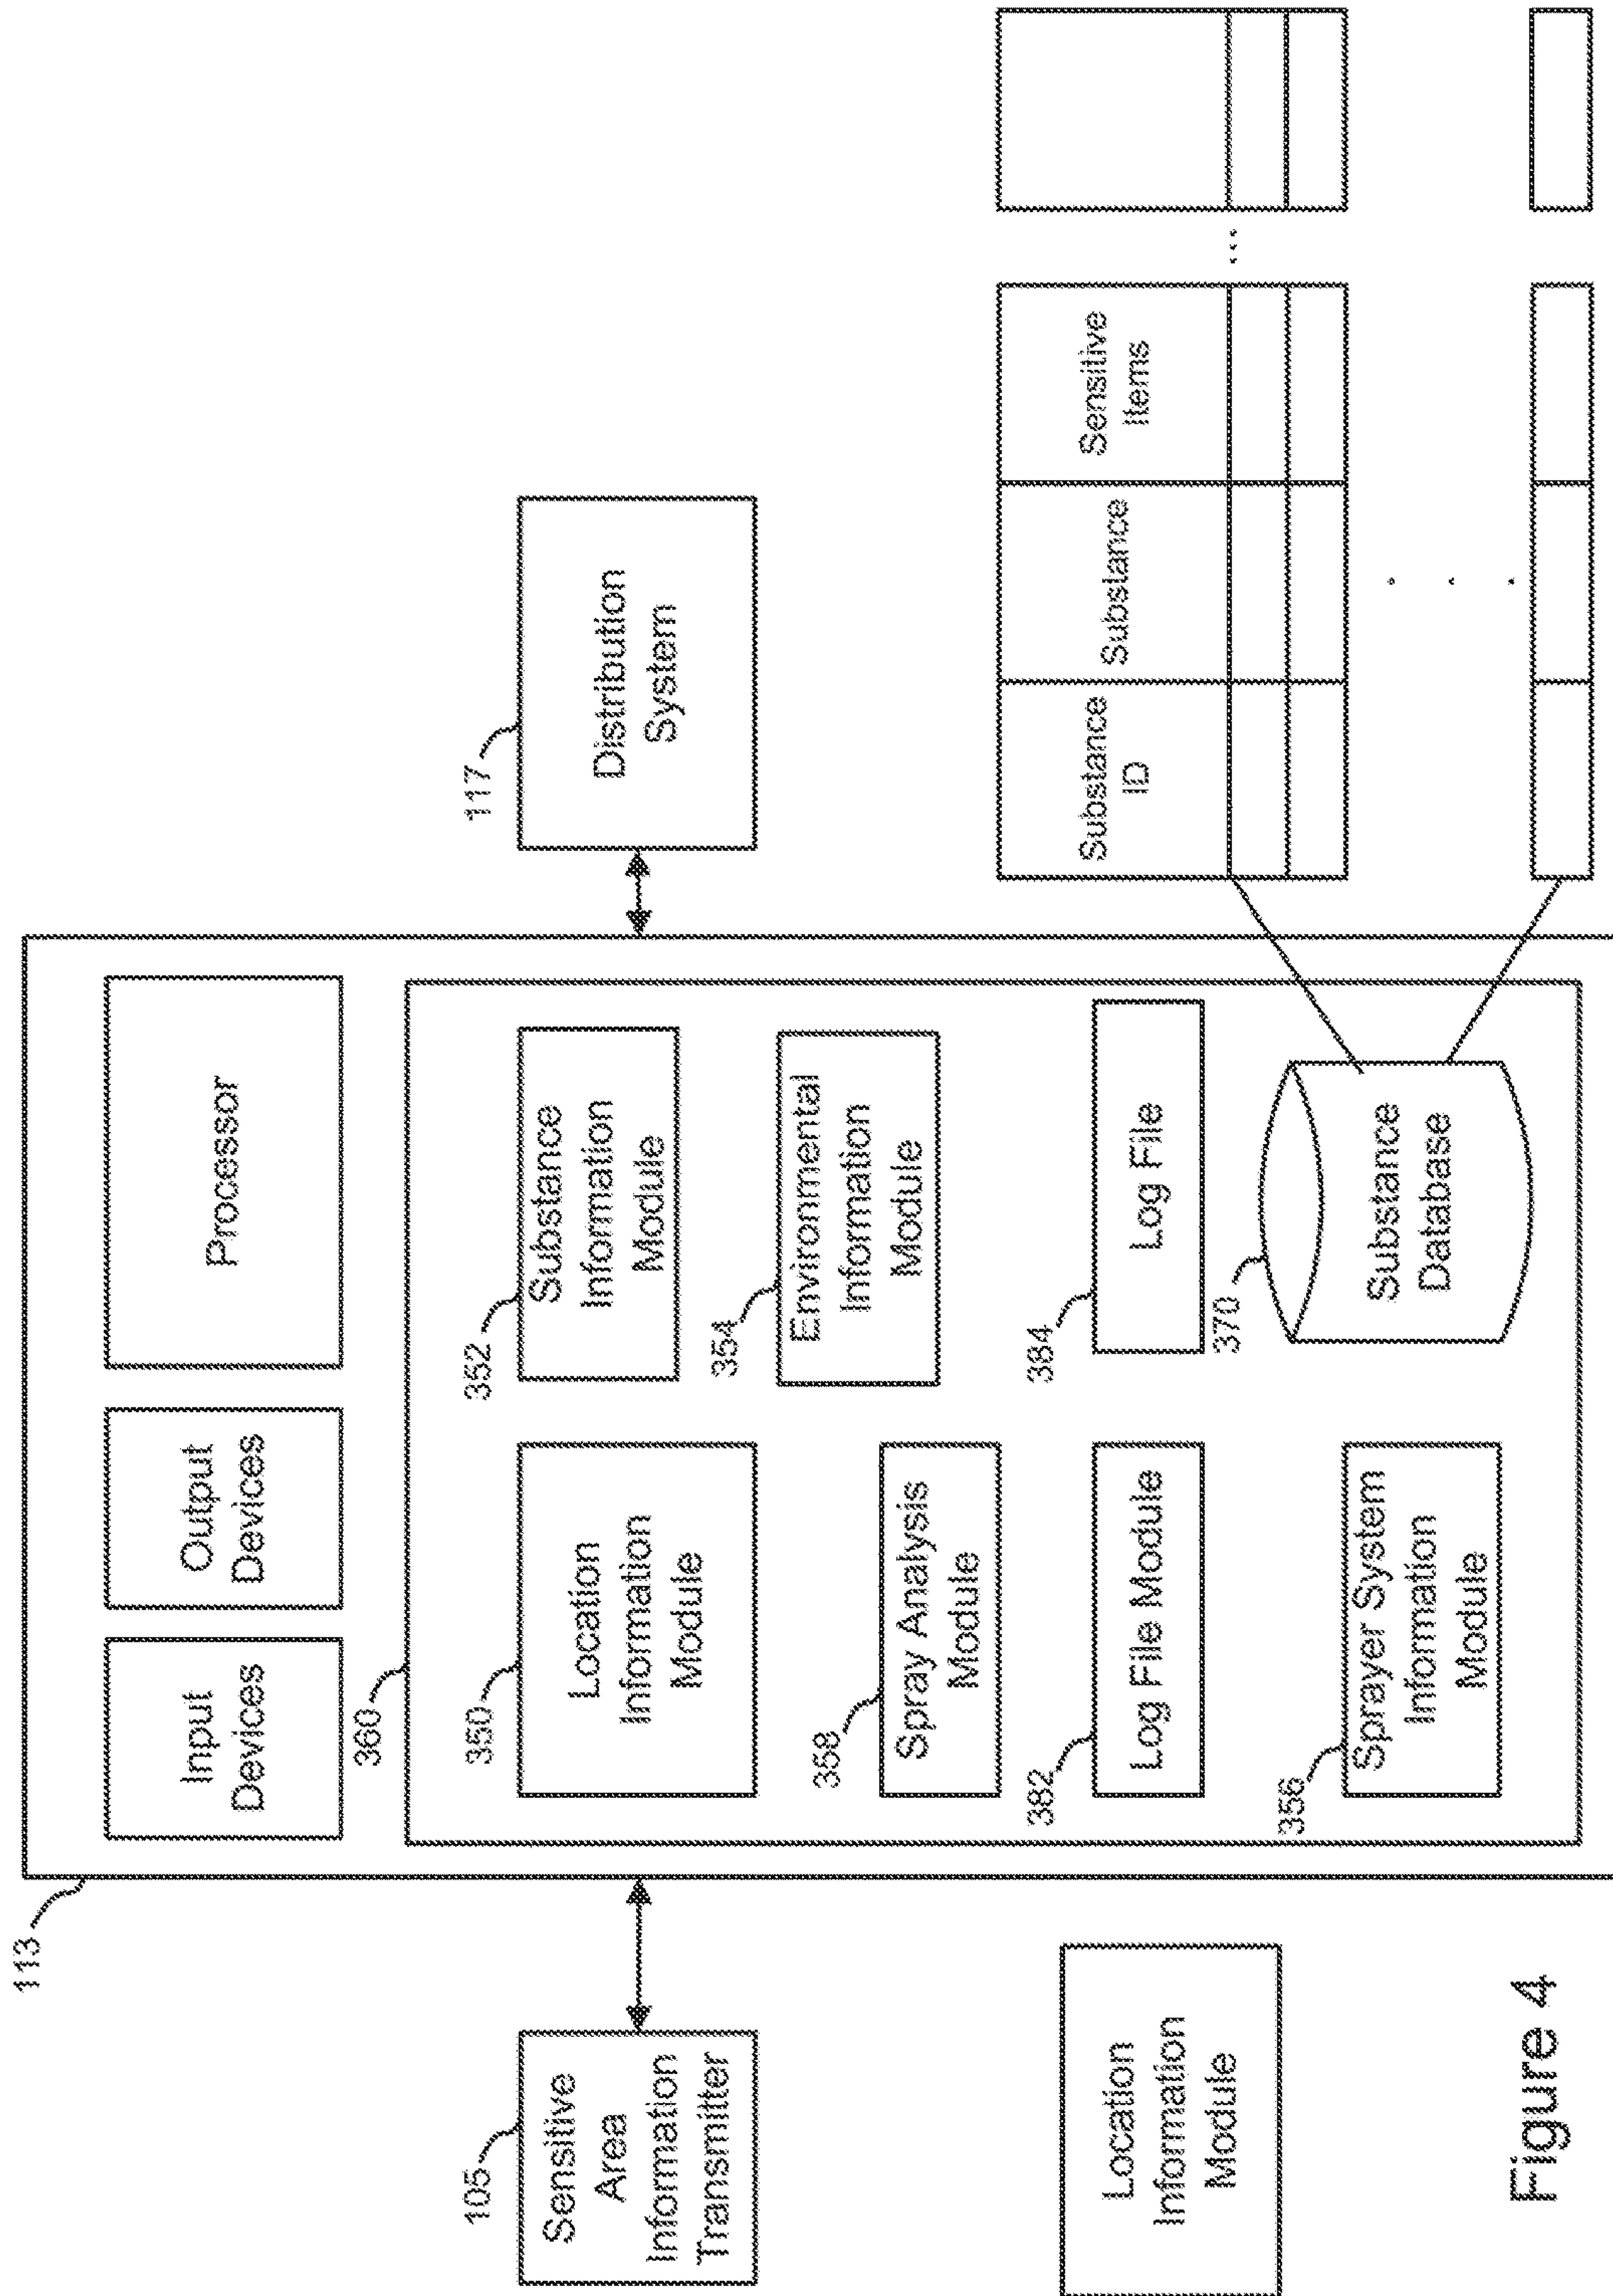 113
Input
Devices
Output
Devices
Processor
360
105
Sensitive
Area
Information
Transmitter
350
Location
Information
Module
352
Substance
Information
Module
117
Distribution
System
354
Environmental
Information
Module
358
Spray Analysis
Module
382
Log File Module
384
Log File
Location
Information
Module
356
Sprayer System
Information
Module
370
Substance
Database
Substance
ID
Substance
Sensitive
Items
...
Figure 4